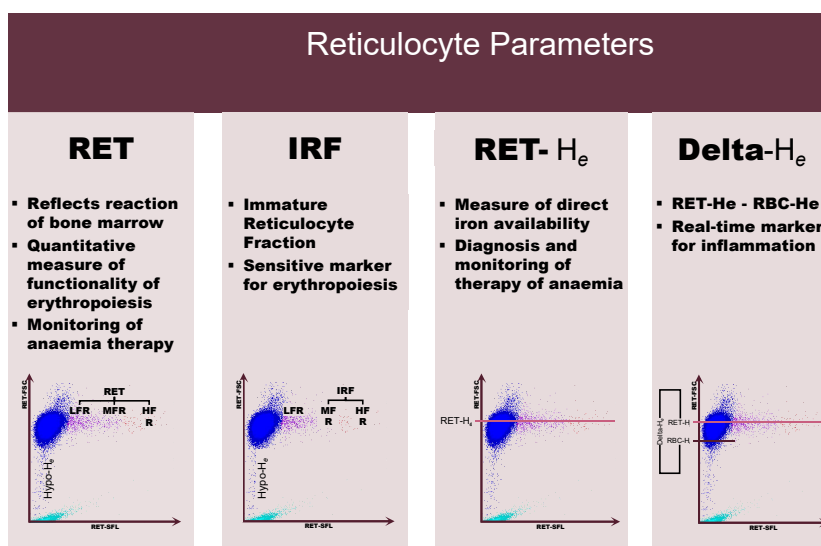 Reticulocyte Parameters
RET
▪ Reflects reaction
of bone marrow
▪ Quantitative
measure of
functionality of
erythropoiesis
▪ Monitoring of
anaemia therapy
RET-FSC
RET
LFR MFR HF
R
Hypo-He
RET-SFL
IRF
▪ Immature
Reticulocyte
Fraction
▪ Sensitive marker
for erythropoiesis
RET-FSC
IRF
LFR MF HF
R R
Hypo-He
RET-SFL
RET- He
▪ Measure of direct
iron availability
▪ Diagnosis and
monitoring of
therapy of anaemia
RET-FSC
RET-He
RET-SFL
Delta-He
▪ RET-He - RBC-He
▪ Real-time marker
for inflammation
RET-FSC
Delta-He
RET-H
RBC-H
RET-SFL